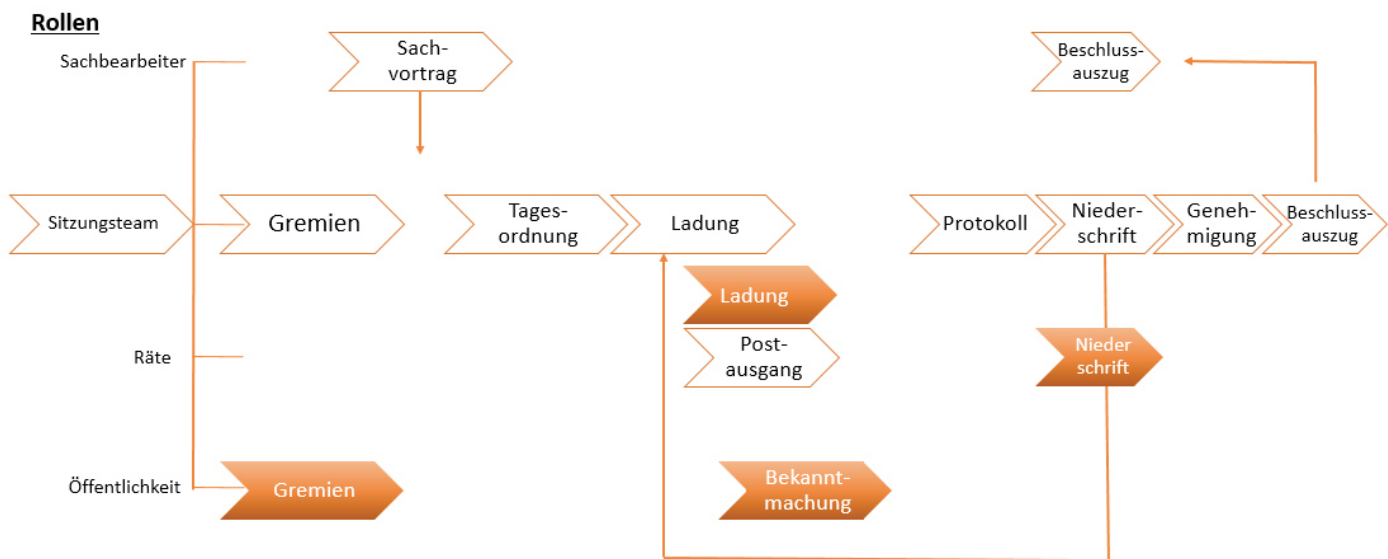 Rollen
Sachbearbeiter
Sach-
vortrag
Beschluss-
auszug
Sitzungsteam
Gremien
Tages-
ordnung
Ladung
Protokoll
Nieder-
schrift
Geneh-
migung
Beschluss-
auszug
Ladung
Räte
Post-
ausgang
Nieder
schrift
Öffentlichkeit
Gremien
Bekannt-
machung